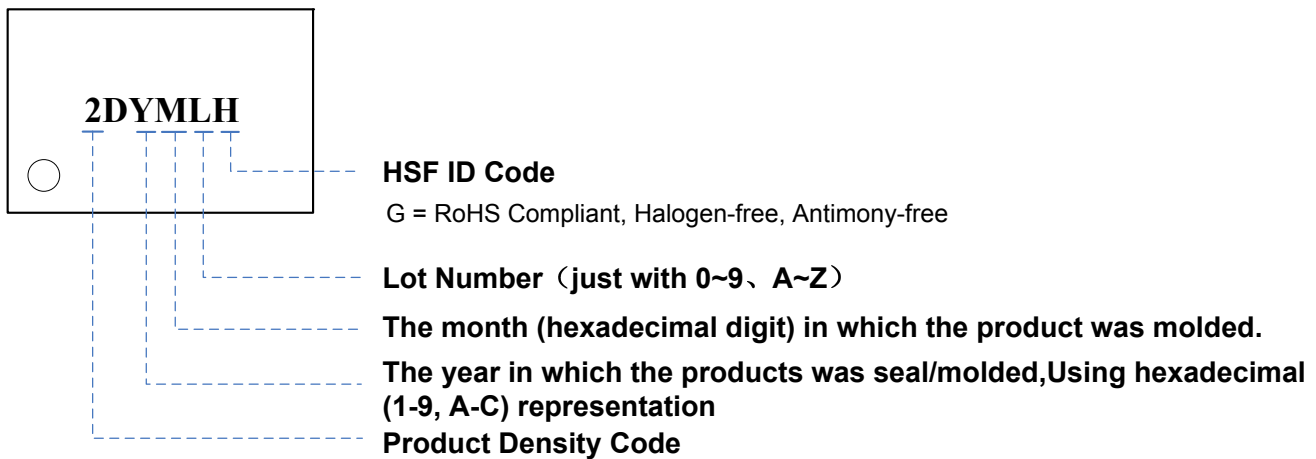 2DYMLH
HSF ID Code
G = RoHS Compliant, Halogen-free, Antimony-free
Lot Number（just with 0~9、A~Z）
The month (hexadecimal digit) in which the product was molded.
The year in which the products was seal/molded,Using hexadecimal
(1-9, A-C) representation
Product Density Code